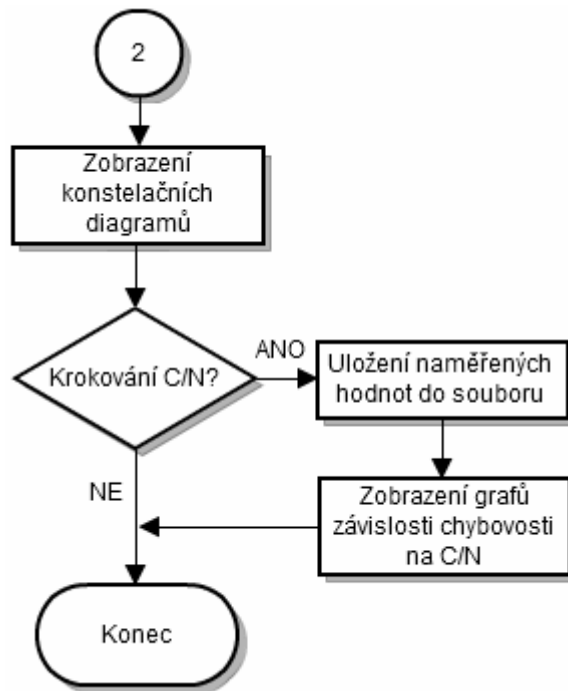 2
Zobrazení
konstelačních
diagramů
Krokování C/N?
ANO
Uložení naměřených
hodnot do souboru
NE
Zobrazení grafů
závislosti chybovosti
na C/N
Konec